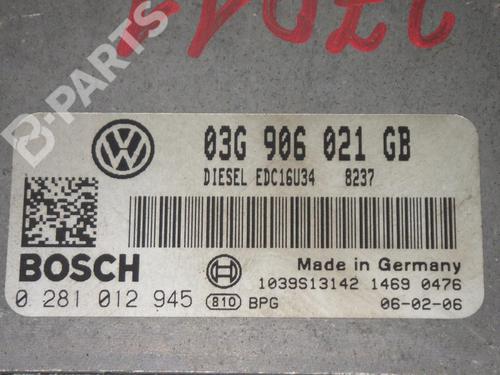 B-PARTS
03G 906 021 GB
DIESEL EDC16U34 8237
BOSCH
Made in Germany
1039S13142 1469 0476
0 281 012 945 810 BPG 06-02-06